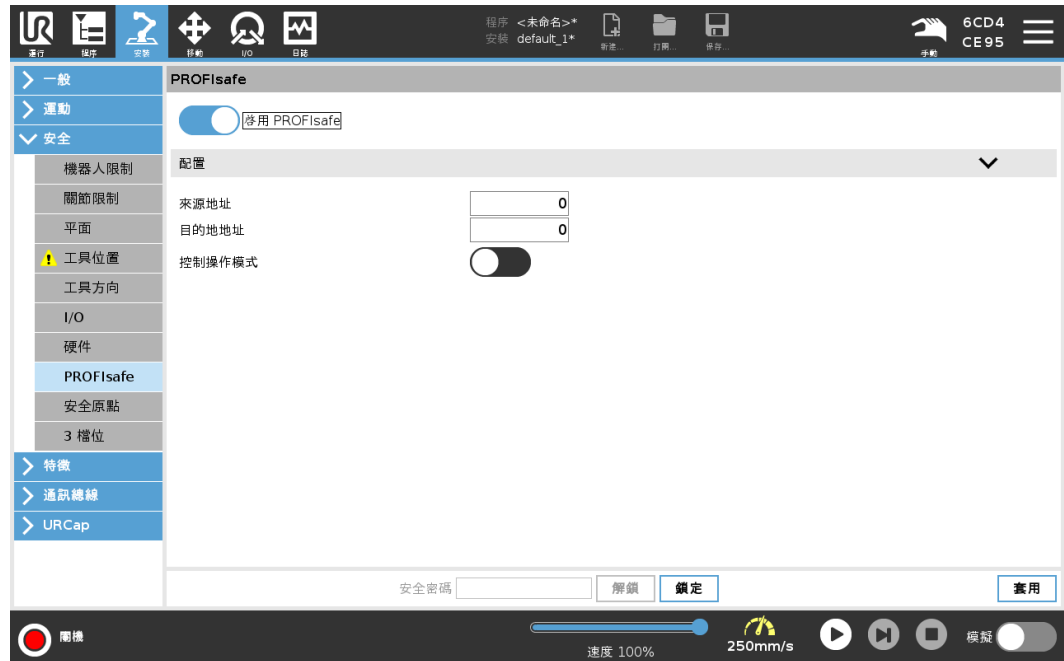 程序 <未命名>*
安裝 default_1*
運行
程序
安裝
移動
I/O
日誌
新建...
打開...
保存...
手動
6CD4
CE95
一般
運動
安全
機器人限制
關節限制
平面
工具位置
工具方向
I/O
硬件
PROFIsafe
安全原點
3 檔位
特徵
通訊總線
URCap
PROFIsafe
啓用 PROFIsafe
配置
來源地址 0
目的地地址 0
控制操作模式
安全密碼 解鎖 鎖定 套用
關機
速度 100%
250mm/s
模擬